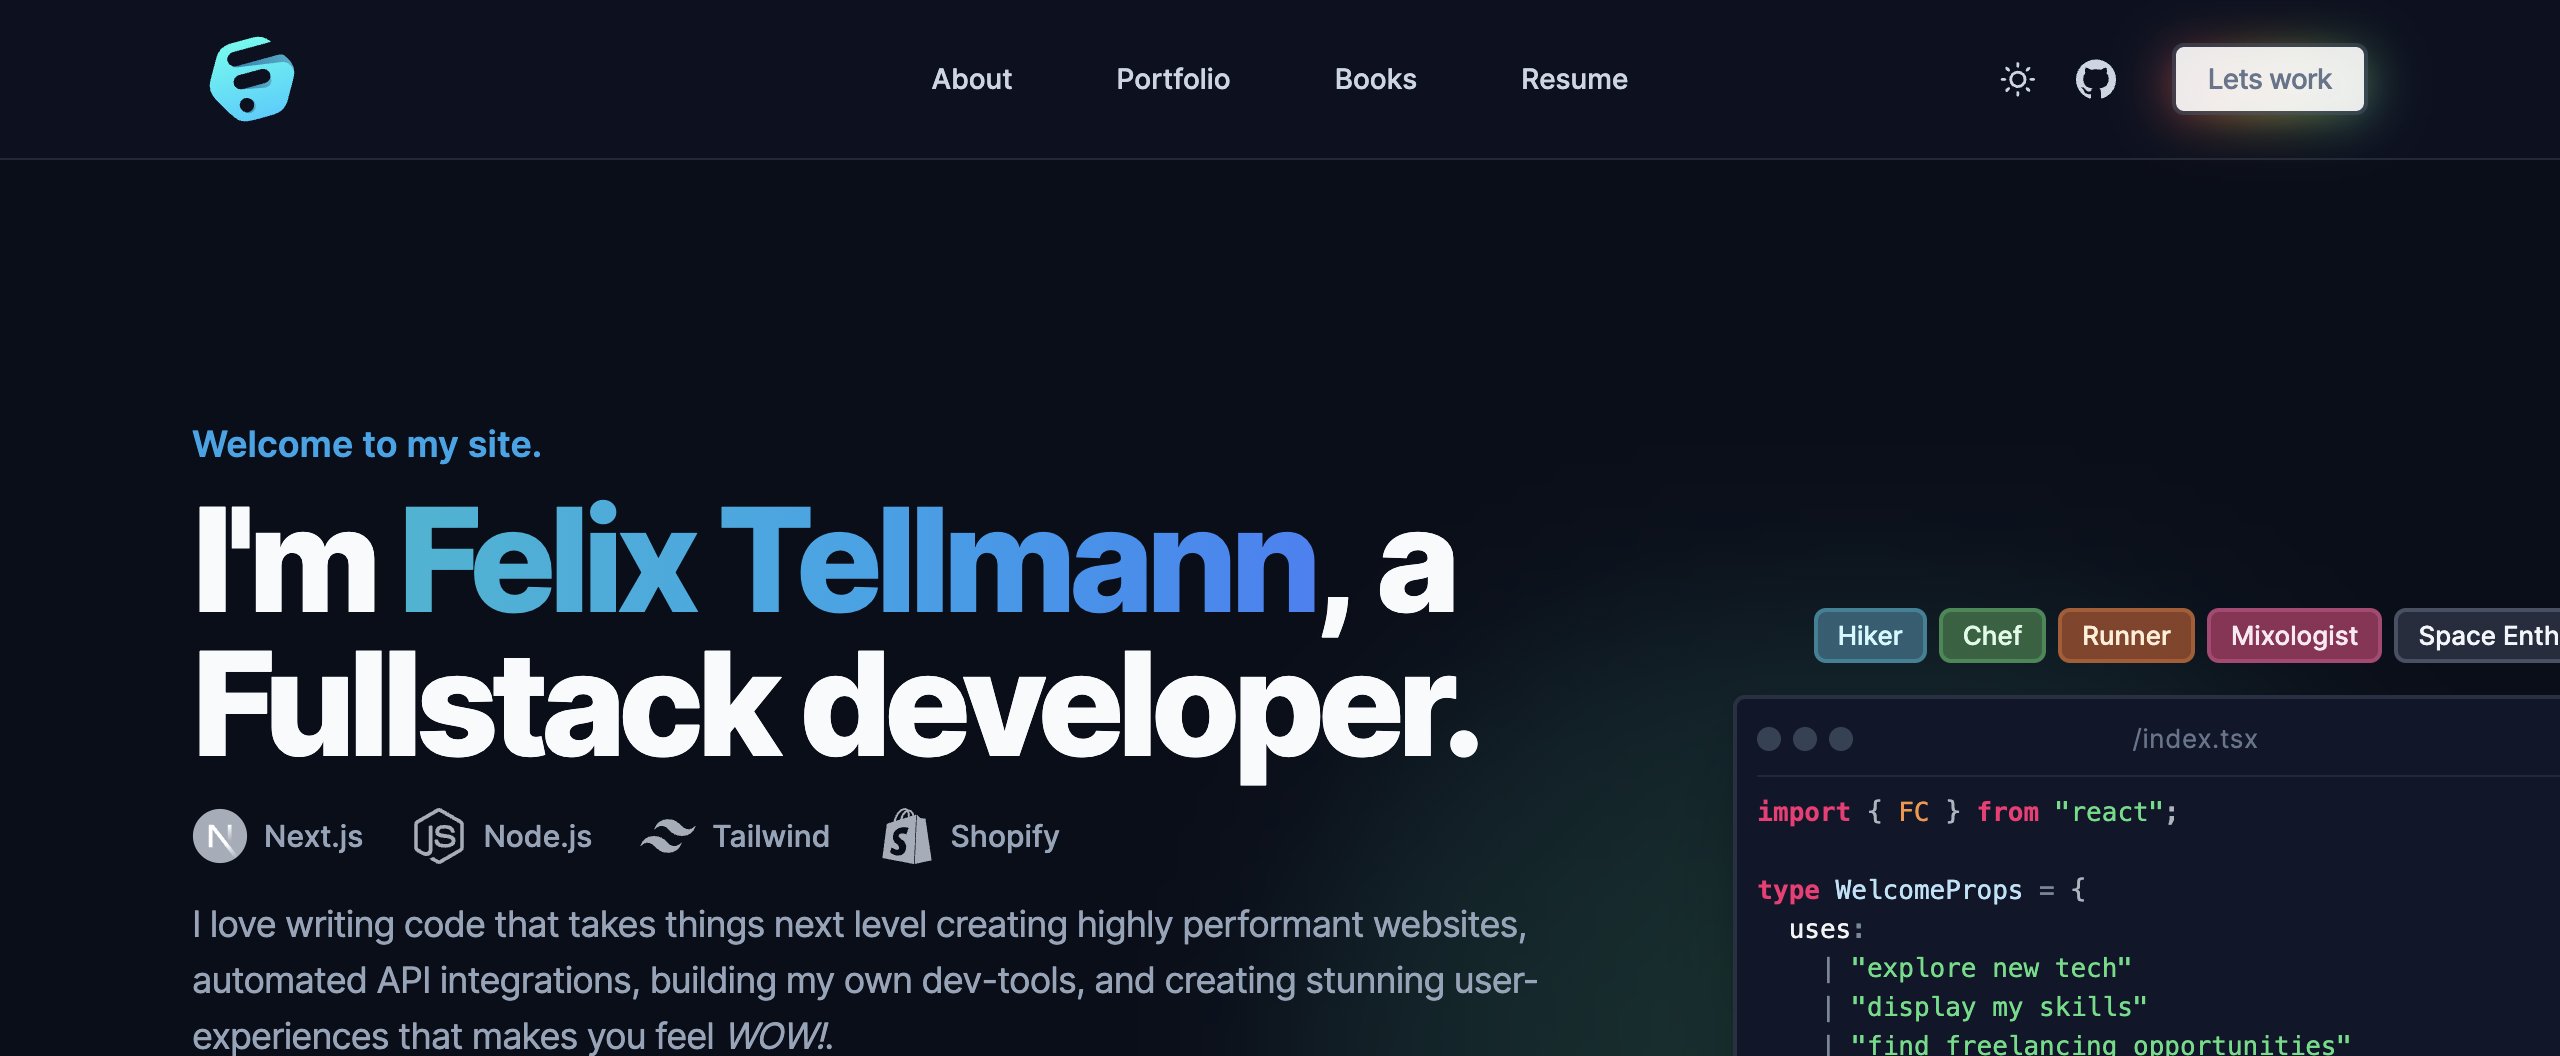 About Portfolio Books Resume Lets work
Welcome to my site.
I'm Felix Tellmann, a
Fullstack developer.
Next.js Node.js Tailwind Shopify
I love writing code that takes things next level creating highly performant websites,
automated API integrations, building my own dev-tools, and creating stunning user-
experiences that makes you feel WOW!.
Hiker Chef Runner Mixologist Space Enth
/index.tsx
import { FC } from "react";
type WelcomeProps = {
uses:
| "explore new tech"
| "display my skills"
| "find freelancing opportunities"